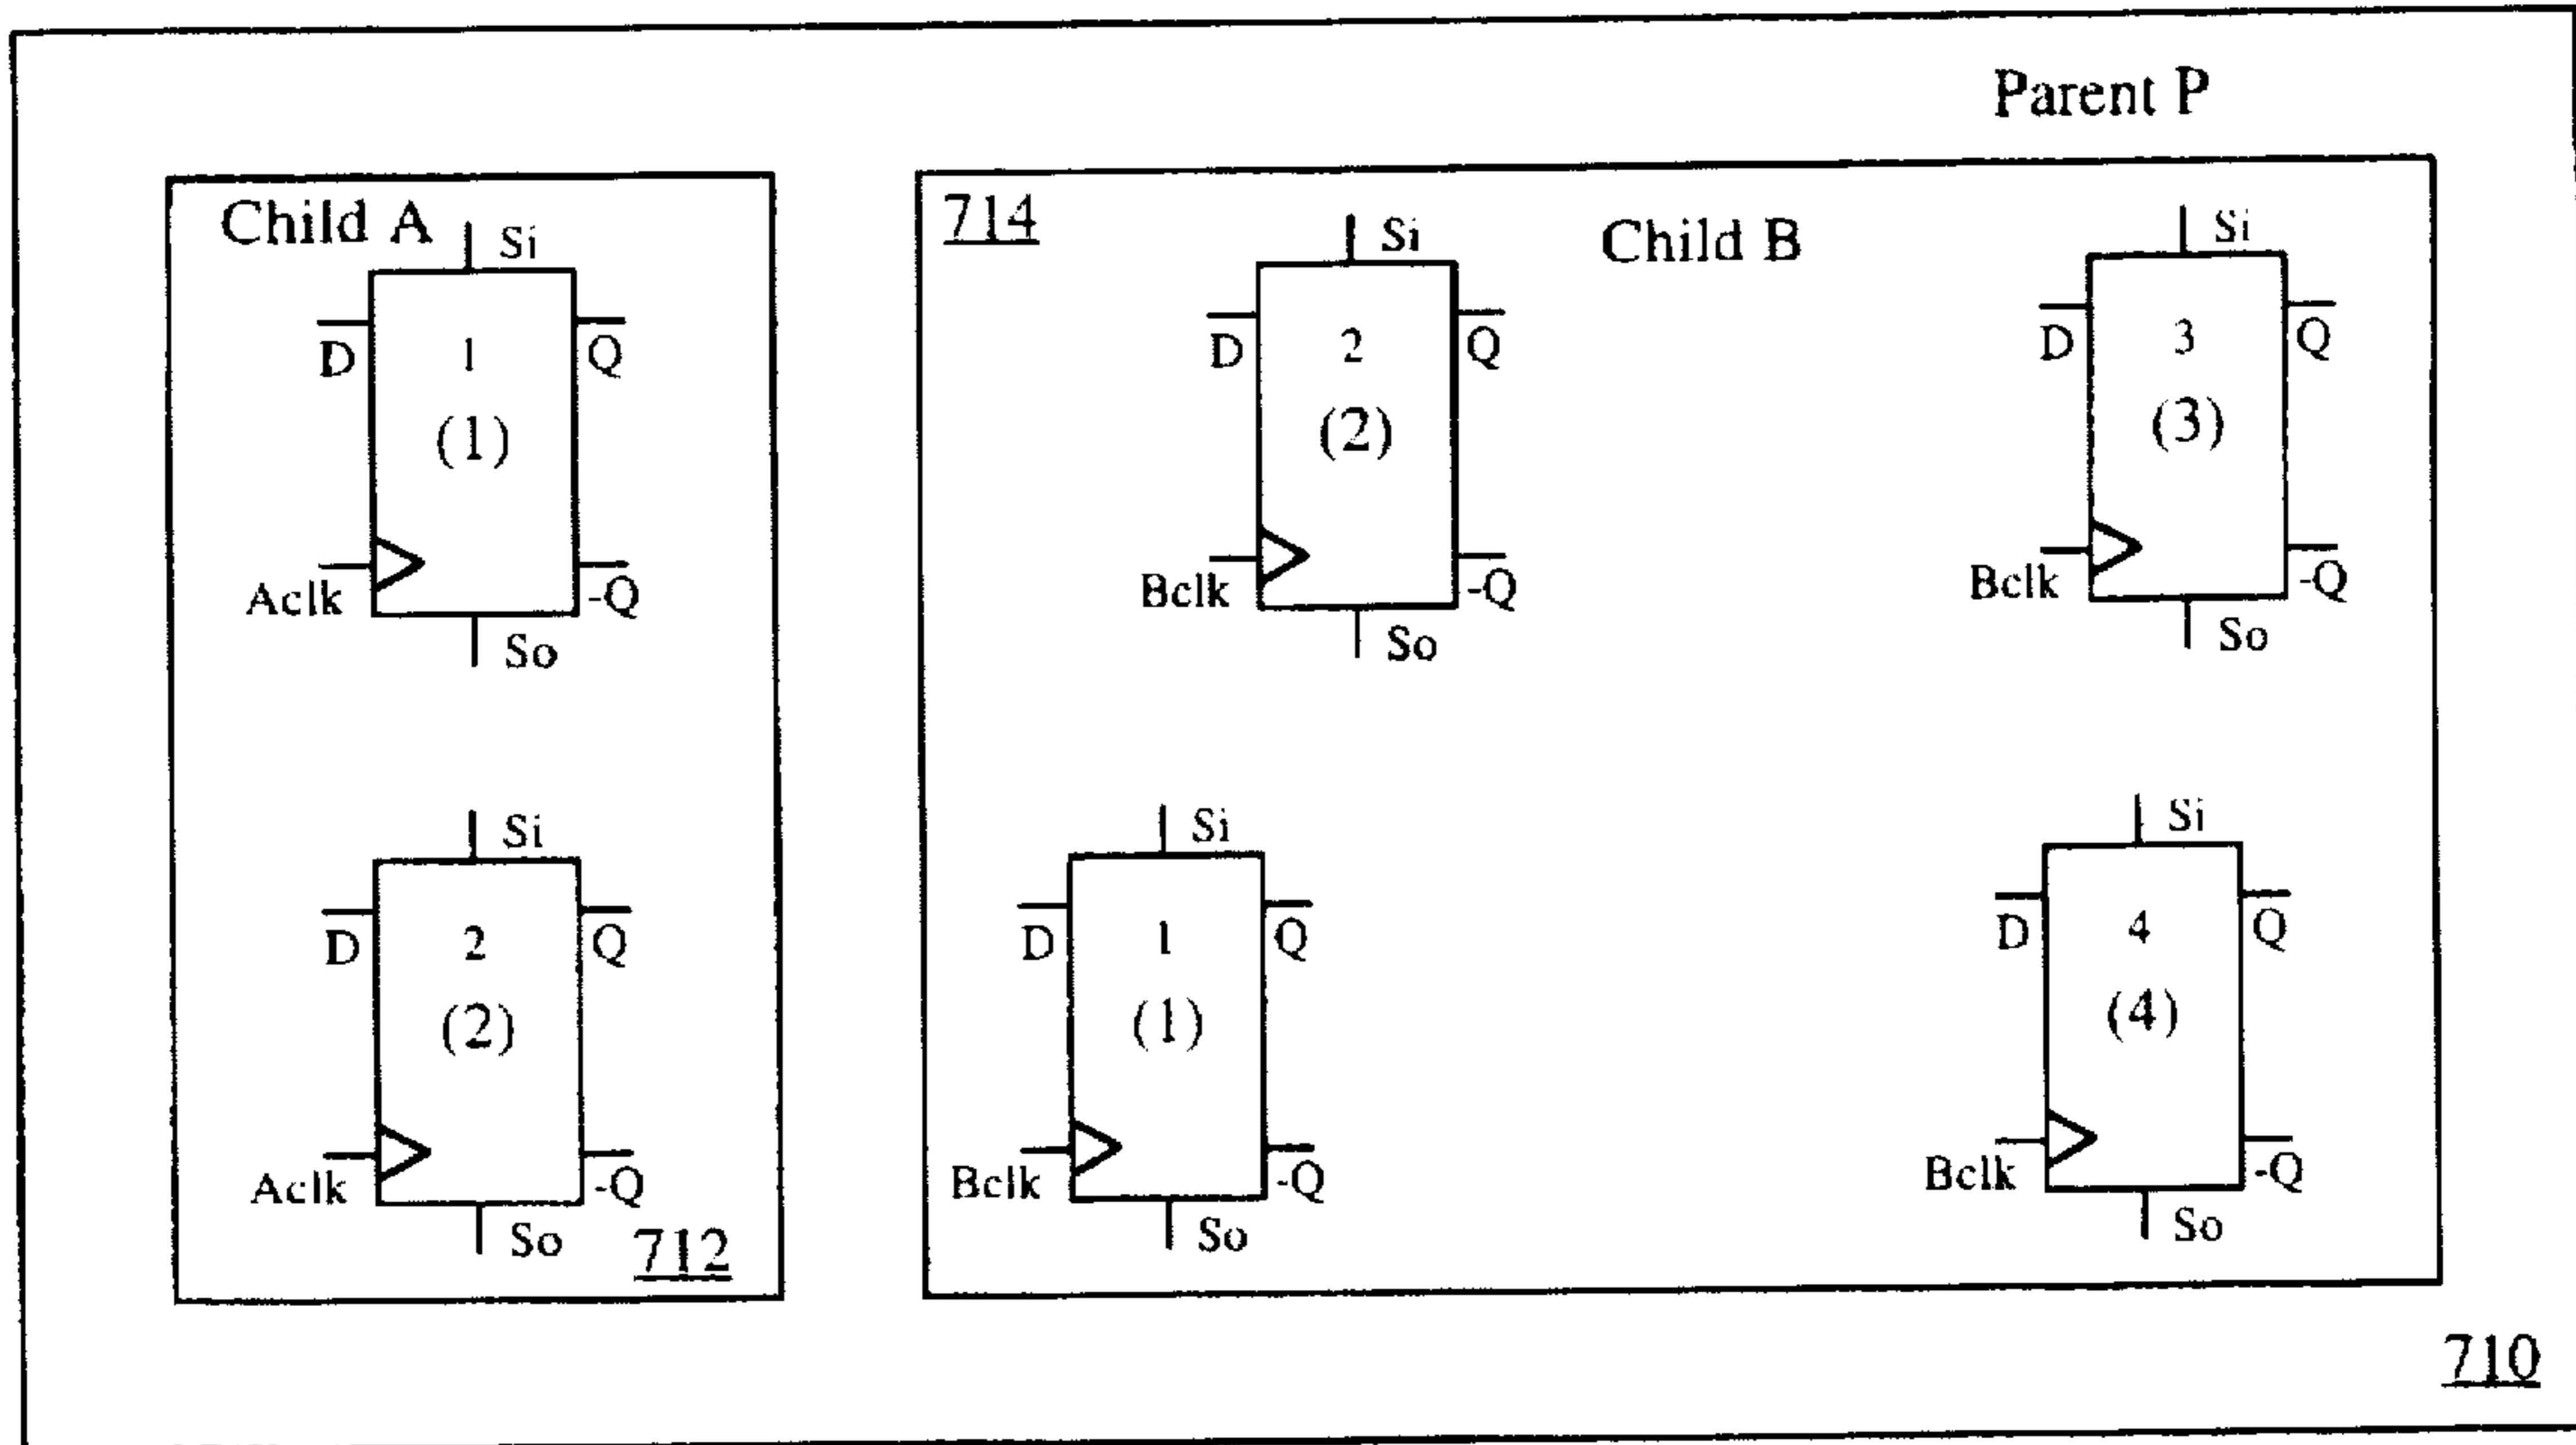 Parent P
Child A
Si
D
1
Q
(1)
Aclk
-Q
So
Si
D
2
Q
(2)
Aclk
-Q
So
712
714
Child B
Si
D
2
Q
(2)
Bclk
-Q
So
Si
D
3
Q
(3)
Bclk
-Q
So
Si
D
1
Q
(1)
Bclk
-Q
So
Si
D
4
Q
(4)
Bclk
-Q
So
710